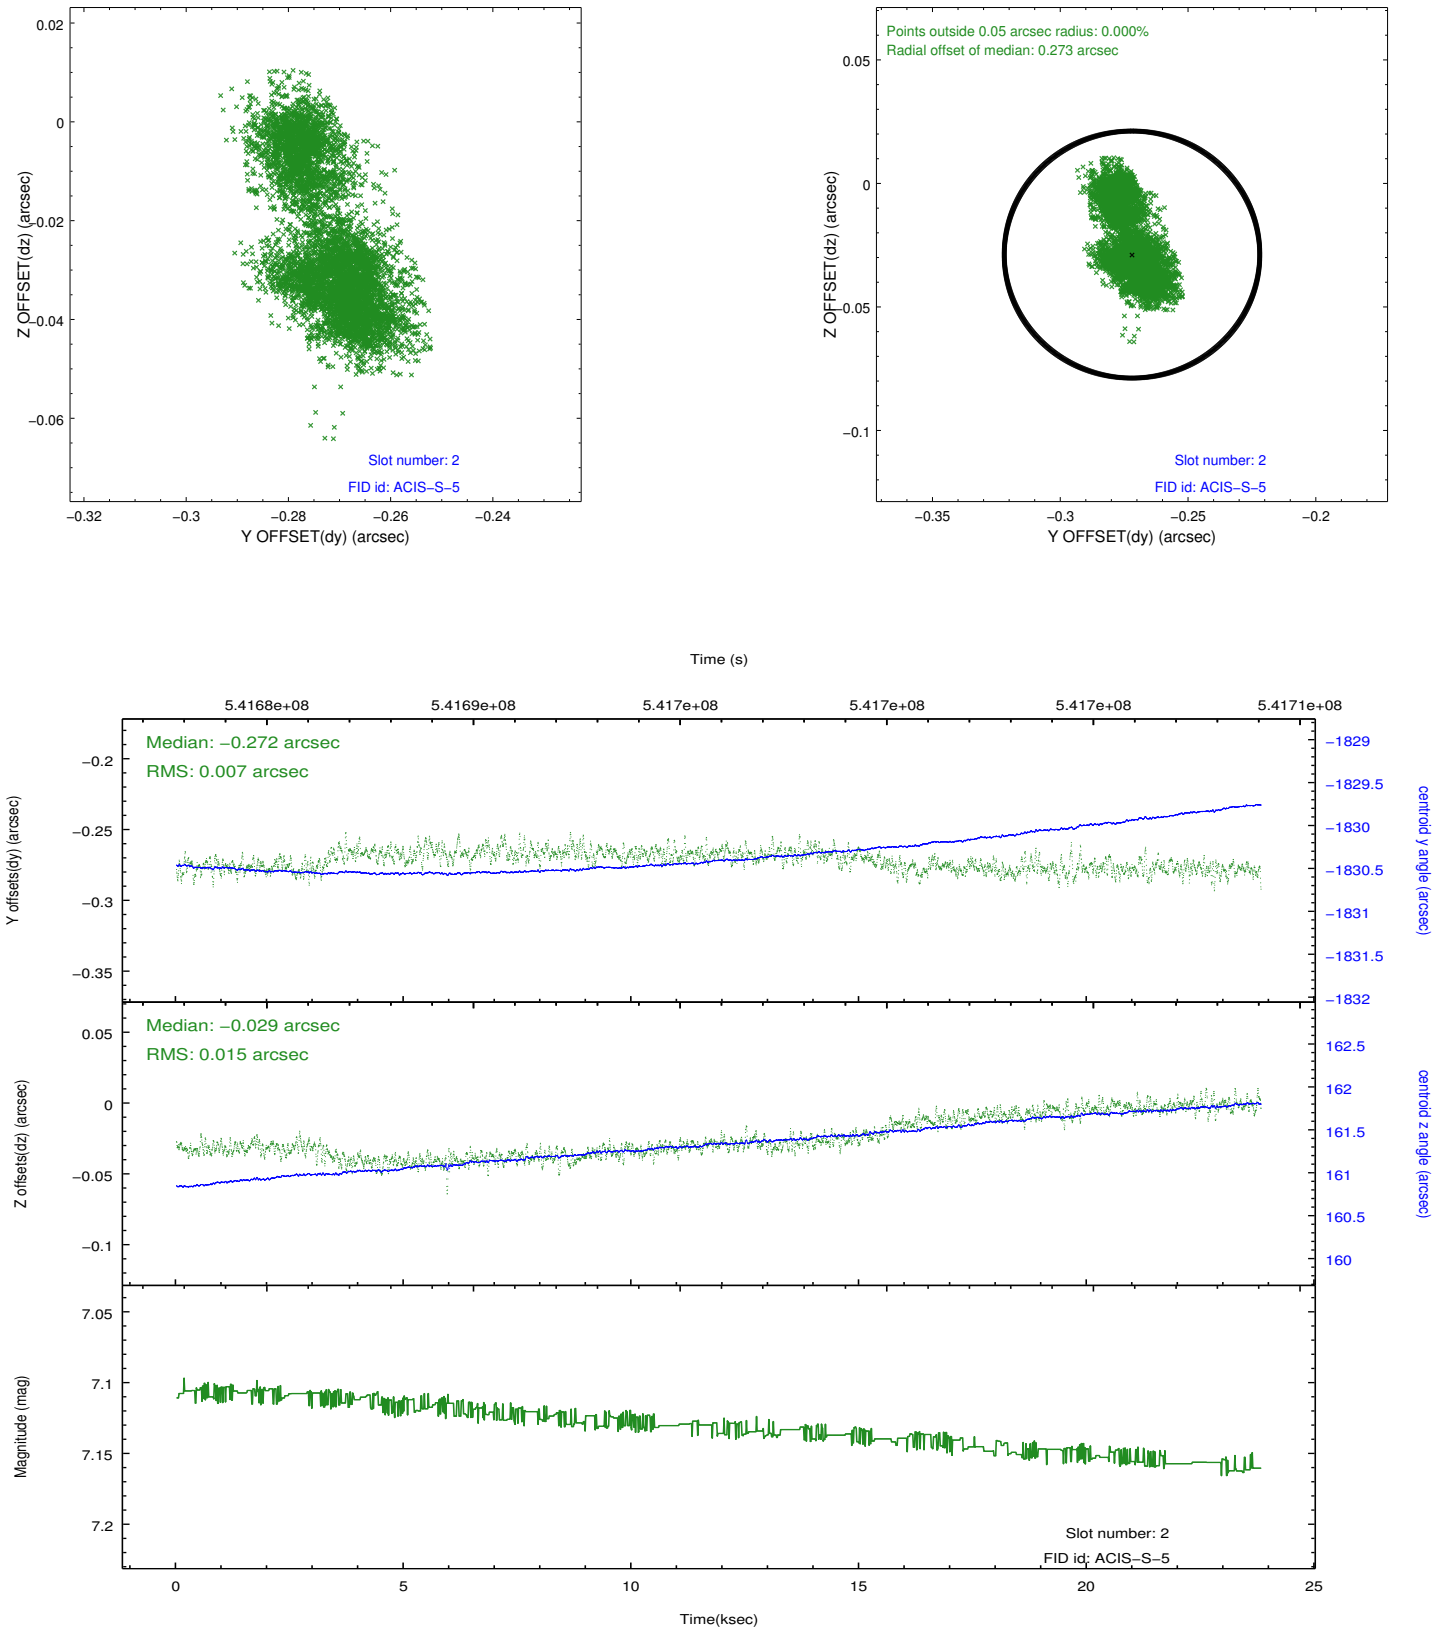 0.02
0
−0.02
−0.04
−0.06
Z OFFSET(dz) (arcsec)
Slot number: 2
FID id: ACIS−S−5
−0.32
−0.3
−0.28
−0.26
−0.24
Y OFFSET(dy) (arcsec)
Points outside 0.05 arcsec radius: 0.000%
Radial offset of median: 0.273 arcsec
0.05
0
−0.05
−0.1
Z OFFSET(dz) (arcsec)
Slot number: 2
FID id: ACIS−S−5
−0.35
−0.3
−0.25
−0.2
Y OFFSET(dy) (arcsec)
Time (s)
5.4168e+08
5.4169e+08
5.417e+08
5.417e+08
5.417e+08
5.4171e+08
Median: −0.272 arcsec
RMS: 0.007 arcsec
−0.2
−0.25
−0.3
−0.35
Y offsets(dy) (arcsec)
−1829
−1829.5
−1830
−1830.5
−1831
−1831.5
−1832
centroid y angle (arcsec)
Median: −0.029 arcsec
RMS: 0.015 arcsec
0.05
0
−0.05
−0.1
Z offsets(dz) (arcsec)
162.5
162
161.5
161
160.5
160
centroid z angle (arcsec)
7.05
7.1
7.15
7.2
Magnitude (mag)
Slot number: 2
FID id: ACIS−S−5
0
5
10
15
20
25
Time(ksec)